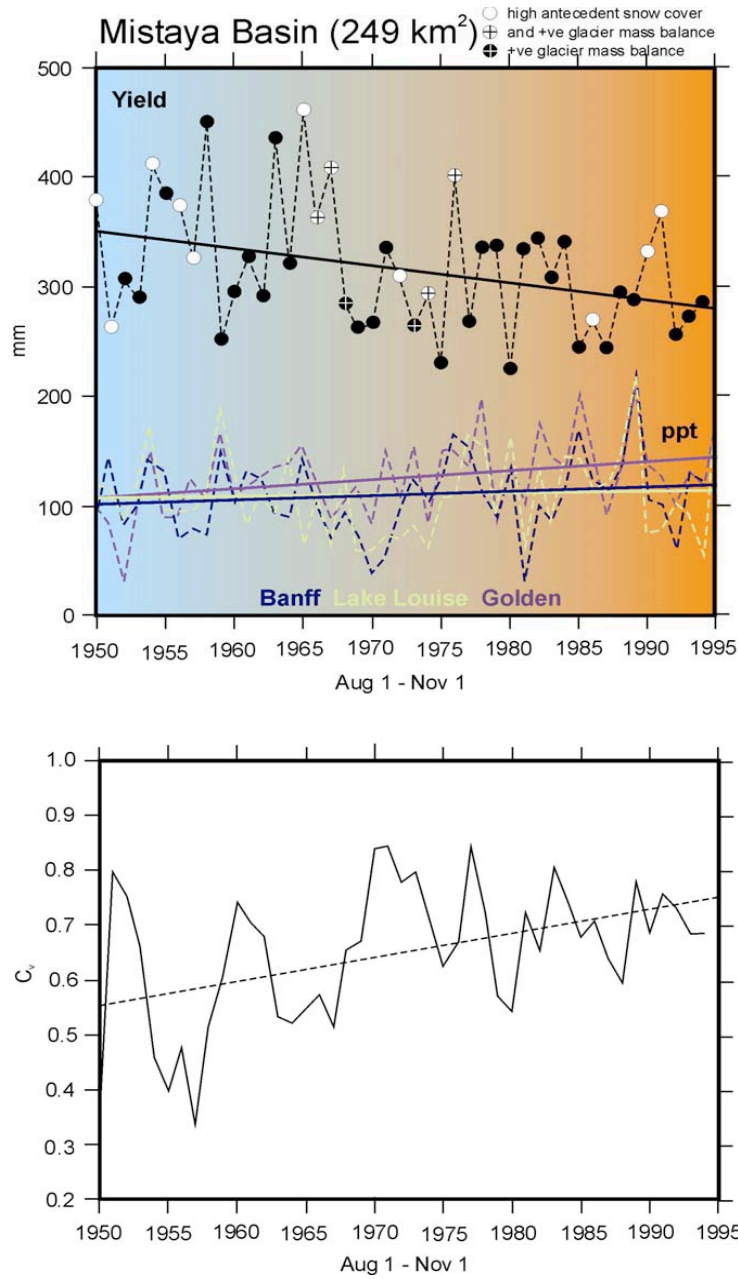 Mistaya Basin (249 km²)
high antecedent snow cover
and +ve glacier mass balance
+ve glacier mass balance
500
400
300
200
100
0
mm
Yield
ppt
Banff Lake Louise Golden
1950 1955 1960 1965 1970 1975 1980 1985 1990 1995
Aug 1 - Nov 1
1.0
0.9
0.8
0.7
0.6
0.5
0.4
0.3
0.2
Cᵥ
1950 1955 1960 1965 1970 1975 1980 1985 1990 1995
Aug 1 - Nov 1